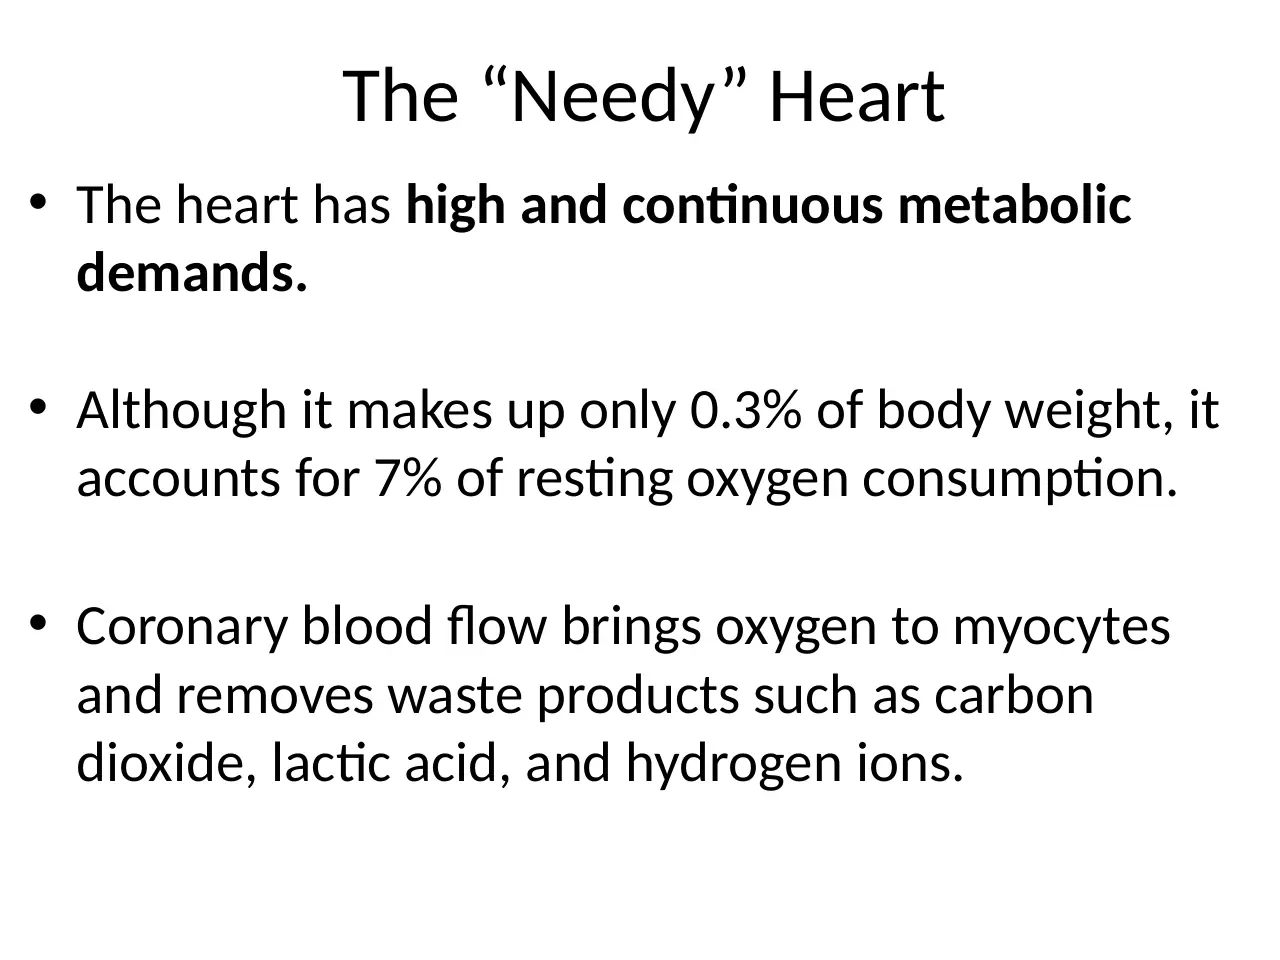 The “Needy” Heart
• The heart has high and continuous metabolic
demands.
• Although it makes up only 0.3% of body weight, it
accounts for 7% of resting oxygen consumption.
• Coronary blood flow brings oxygen to myocytes
and removes waste products such as carbon
dioxide, lactic acid, and hydrogen ions.